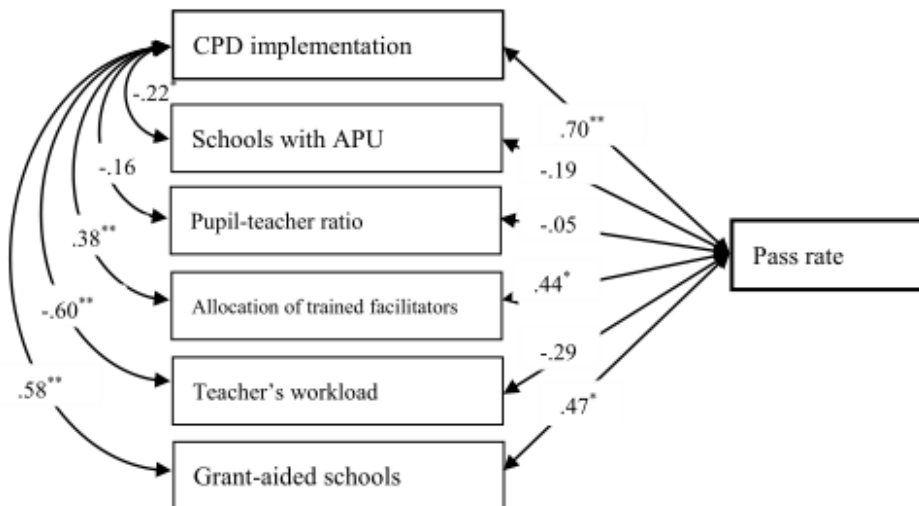 CPD implementation
-.22*
.70**
Schools with APU
-.19
-.16
Pupil-teacher ratio
-.05
Pass rate
.38**
.44*
Allocation of trained facilitators
-.60**
-.29
Teacher’s workload
.58**
.47*
Grant-aided schools